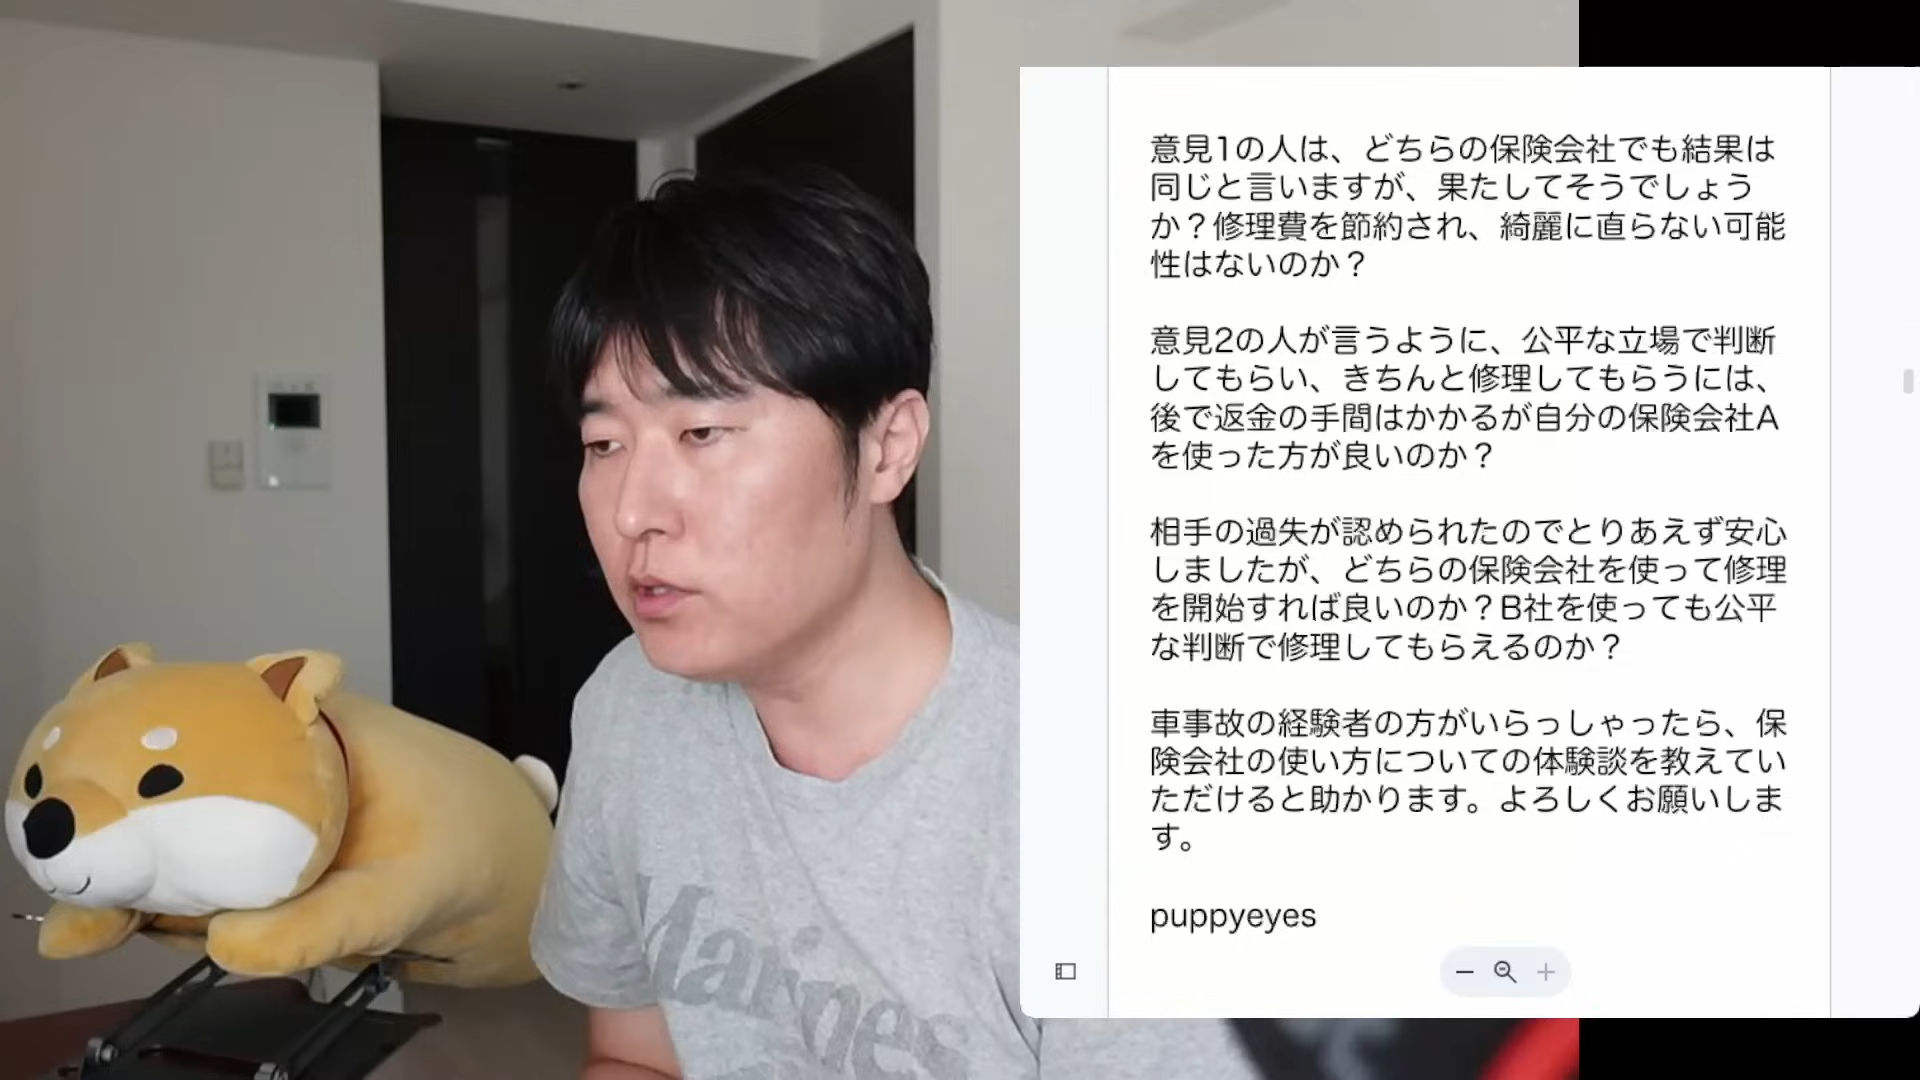 意見1の人は、どちらの保険会社でも結果は
同じと言いますが、果たしてそうでしょう
か？修理費を節約され、綺麗に直らない可能
性はないのか？
意見2の人が言うように、公平な立場で判断
してもらい、きちんと修理してもらうには、
後で返金の手間はかかるが自分の保険会社A
を使った方が良いのか？
相手の過失が認められたのでとりあえず安心
しましたが、どちらの保険会社を使って修理
を開始すれば良いのか？B社を使っても公平
な判断で修理してもらえるのか？
車事故の経験者の方がいらっしゃったら、保
険会社の使い方についての体験談を教えてい
ただけると助かります。よろしくお願いしま
す。
puppyeyes
Marines